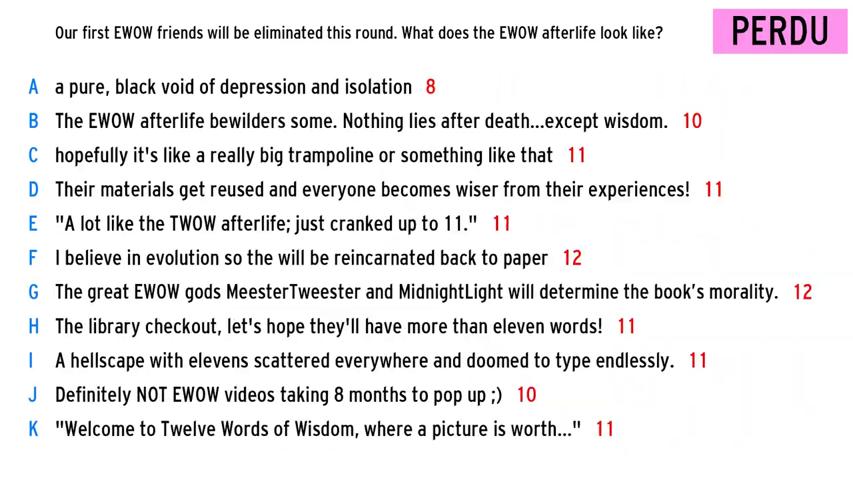 Our first EWOW friends will be eliminated this round. What does the EWOW afterlife look like?
PERDU
A a pure, black void of depression and isolation 8
B The EWOW afterlife bewilders some. Nothing lies after death...except wisdom. 10
C hopefully it's like a really big trampoline or something like that 11
D Their materials get reused and everyone becomes wiser from their experiences! 11
E "A lot like the TWOW afterlife; just cranked up to 11." 11
F I believe in evolution so the will be reincarnated back to paper 12
G The great EWOW gods MeesterTweester and MidnightLight will determine the book's morality. 12
H The library checkout, let's hope they'll have more than eleven words! 11
I A hellscape with elevens scattered everywhere and doomed to type endlessly. 11
J Definitely NOT EWOW videos taking 8 months to pop up ;) 10
K "Welcome to Twelve Words of Wisdom, where a picture is worth..." 11